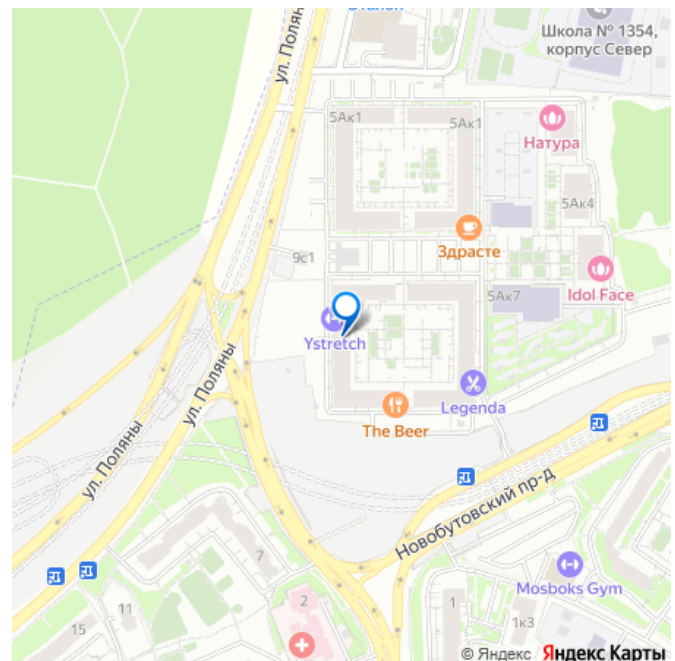 Эталон
Школа № 1354,
корпус Север
ул. Поляны
5Ак1
5Ак1
Натура
5Ак4
Здрасте
9с1
Idol Face
5Ак7
Ystretch
Legenda
The Beer
ул. Поляны
ул. Поляны
Новобутовский пр-д
7
Mosboks Gym
2
1
11
1к3
15
© Яндекс Яндекс Карты